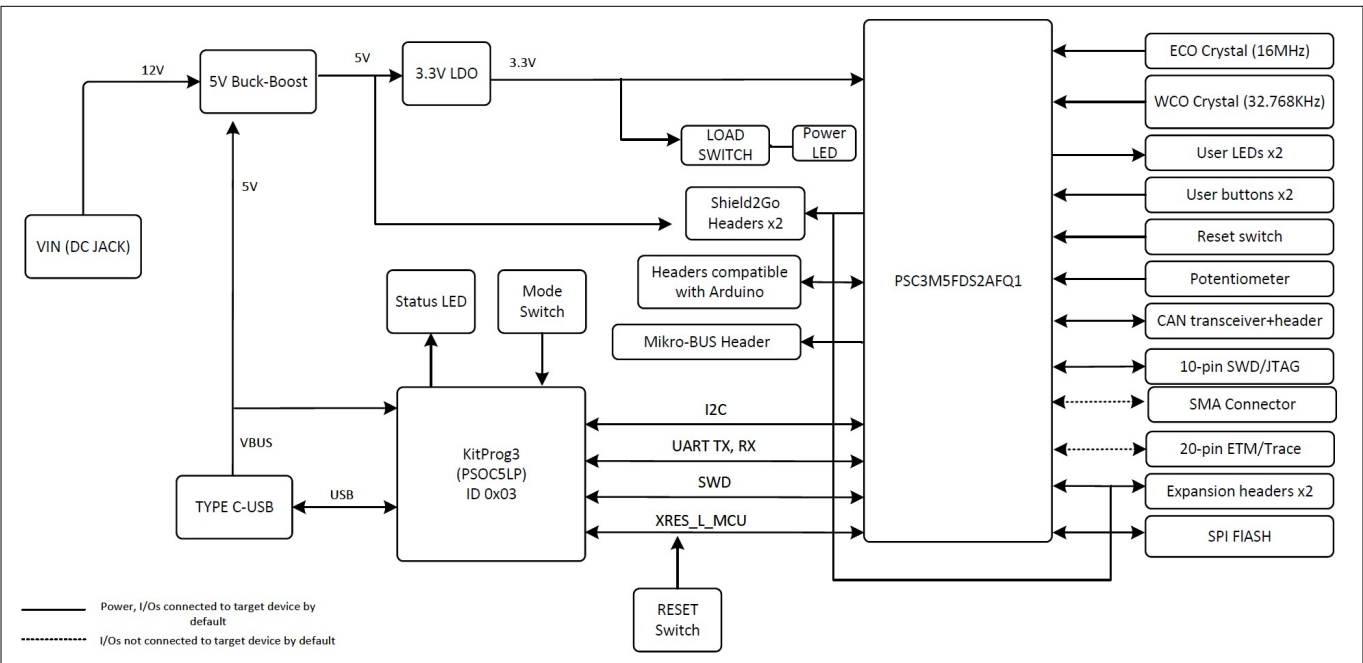 12V
5V Buck-Boost
5V
3.3V LDO
3.3V
LOAD
SWITCH
Power
LED
5V
VIN (DC JACK)
Shield2Go
Headers x2
Headers compatible
with Arduino
Mikro-BUS Header
Status LED
Mode
Switch
PSC3M5FDS2AFQ1
ECO Crystal (16MHz)
WCO Crystal (32.768KHz)
User LEDs x2
User buttons x2
Reset switch
Potentiometer
CAN transceiver+header
10-pin SWD/JTAG
SMA Connector
20-pin ETM/Trace
Expansion headers x2
SPI FlASH
VBUS
TYPE C-USB
USB
KitProg3
(PSOC5LP)
ID 0x03
I2C
UART TX, RX
SWD
XRES_L_MCU
RESET
Switch
Power, I/Os connected to target device by
default
I/Os not connected to target device by default